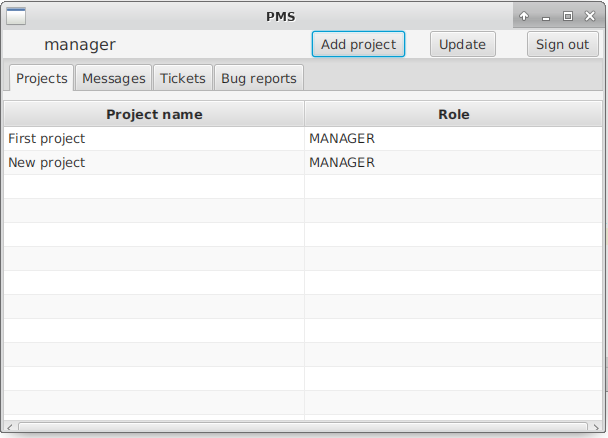 PMS
manager Add project Update Sign out
Projects Messages Tickets Bug reports
Project name Role
First project MANAGER
New project MANAGER